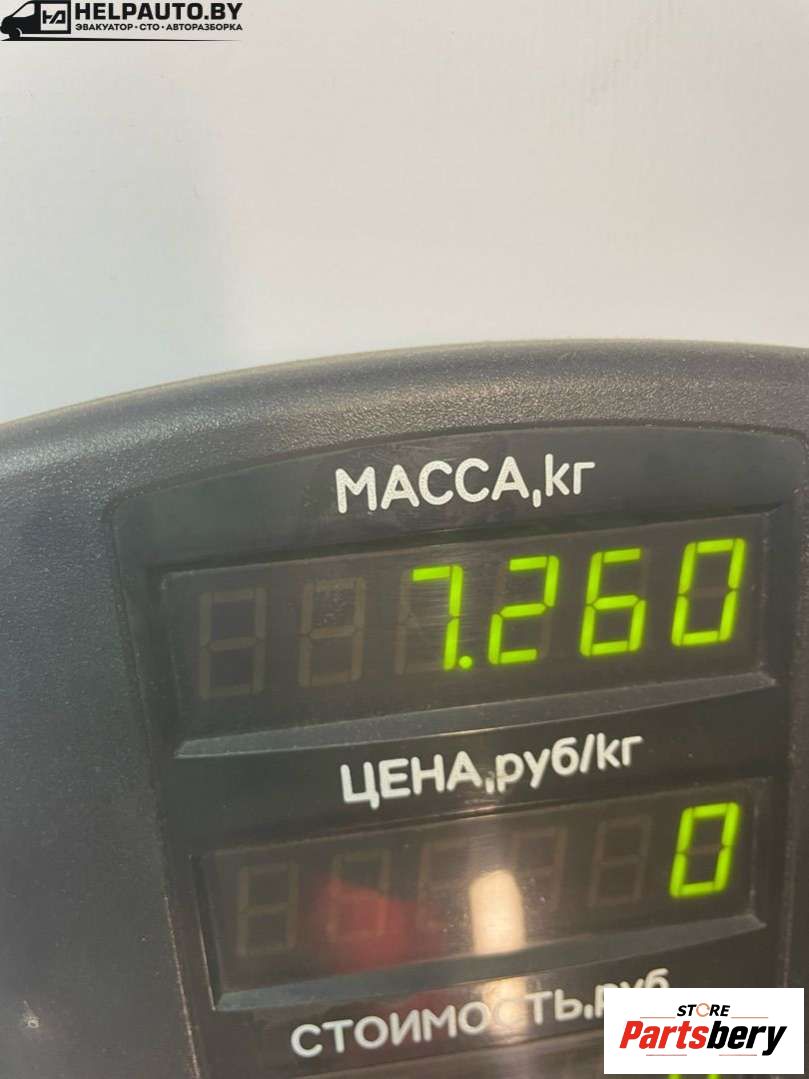 HELPAUTO.BY
ЭВАКУАТОР•СТО•АВТОРАЗБОРКА
МАССА,кг
7.260
ЦЕНА,руб/кг
0
СТОИМОСТЬ,руб
STORE
Partsbery